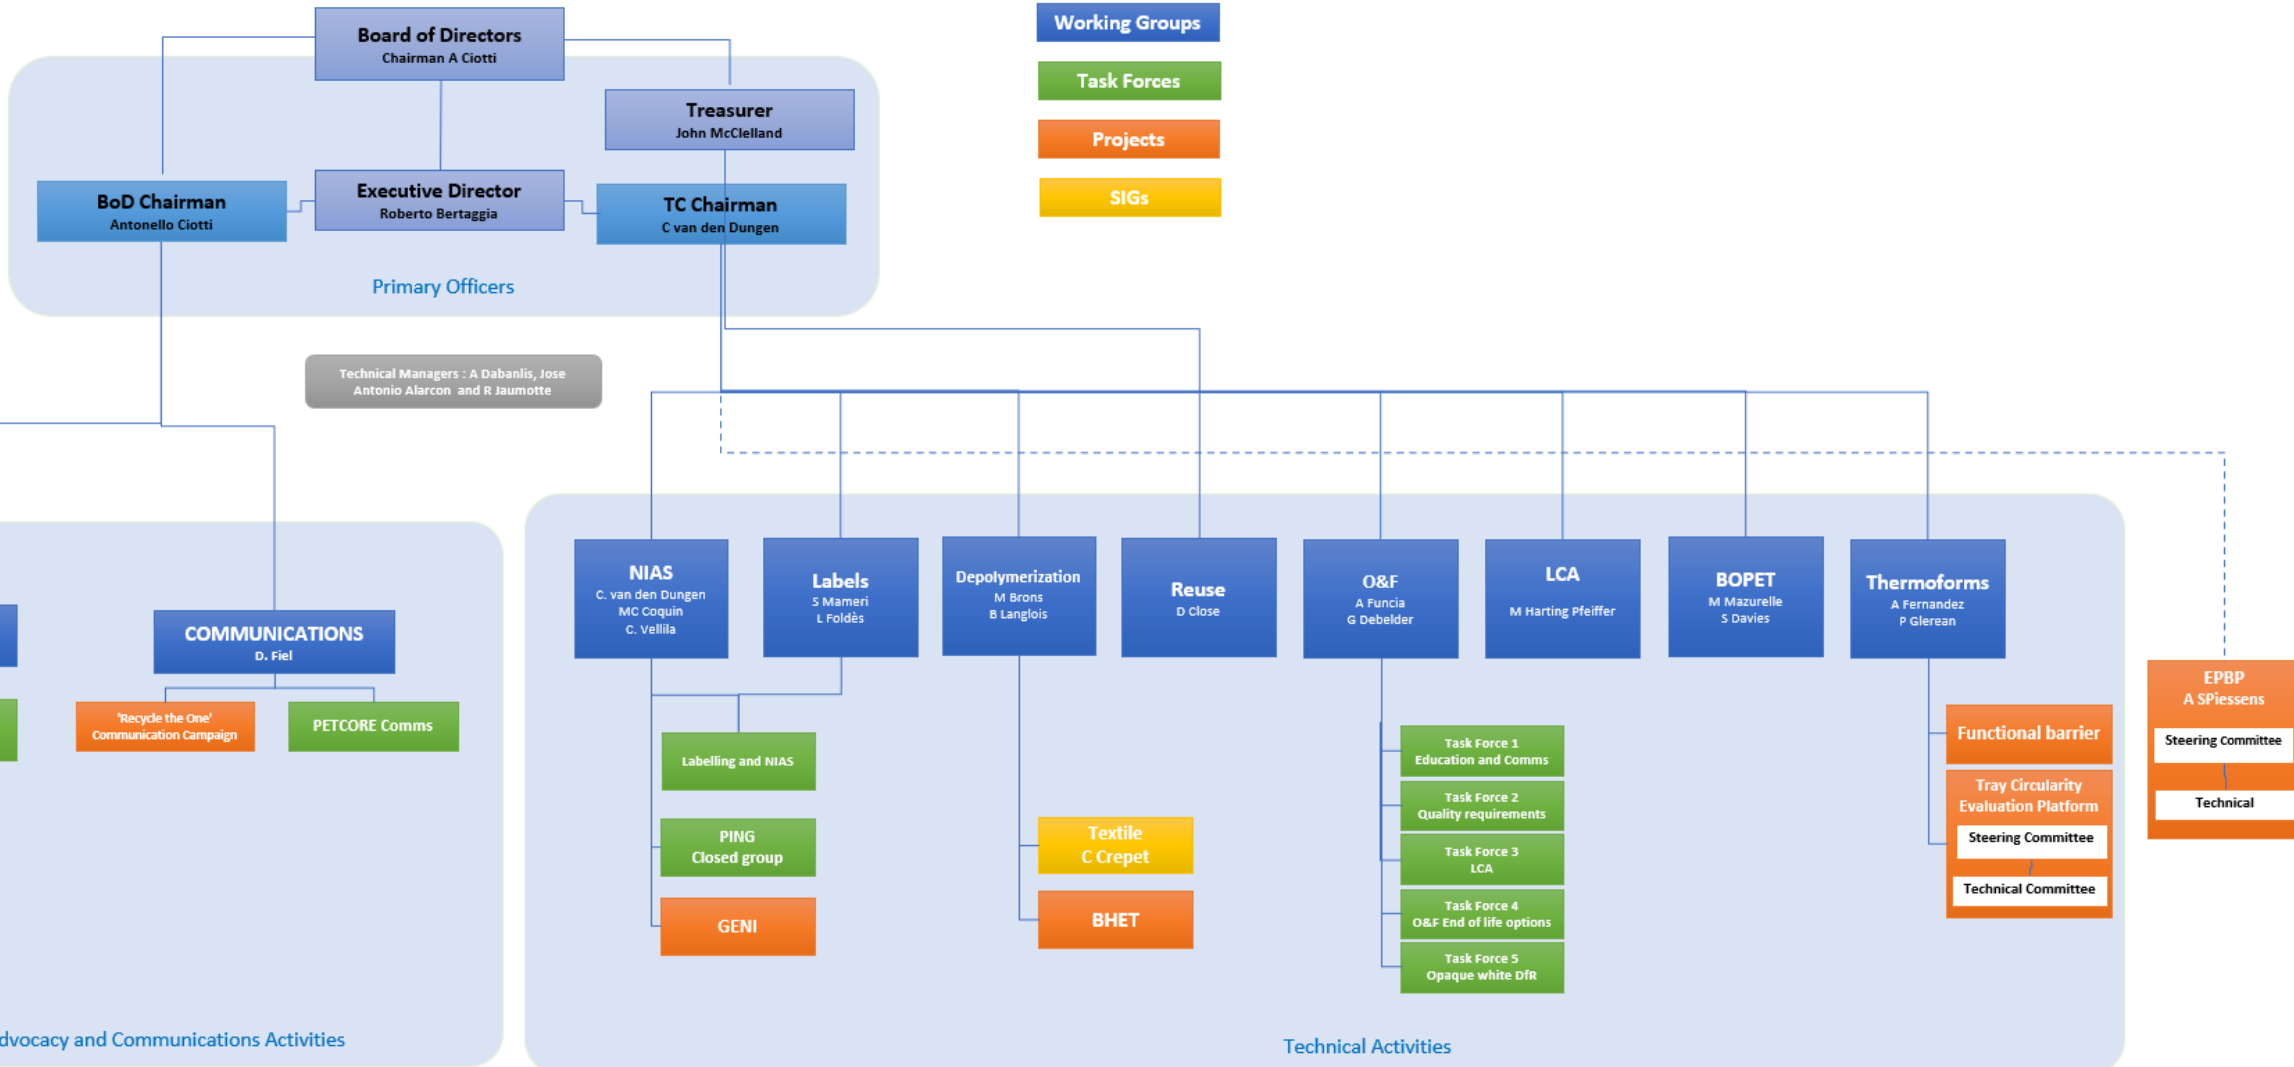 Board of Directors
Chairman A Ciotti
Working Groups
Task Forces
Projects
SIGs
Treasurer
John McClelland
BoD Chairman
Antonello Ciotti
Executive Director
Roberto Bertaggia
TC Chairman
C van den Dungen
Primary Officers
Technical Managers : A Dabanlis, Jose
Antonio Alarcon and R Jaumotte
COMMUNICATIONS
D. Fiel
'Recycle the One'
Communication Campaign
PETCORE Comms
dvocacy and Communications Activities
NIAS
C. van den Dungen
MC Coquin
C. Vellila
Labels
S Mameri
L Foldès
Depolymerization
M Brons
B Langlois
Reuse
D Close
O&F
A Funcia
G Debelder
LCA
M Harting Pfeiffer
BOPET
M Mazurelle
S Davies
Thermoforms
A Fernandez
P Glerean
Labelling and NIAS
PING
Closed group
GENI
Textile
C Crepet
BHET
Task Force 1
Education and Comms
Task Force 2
Quality requirements
Task Force 3
LCA
Task Force 4
O&F End of life options
Task Force 5
Opaque white DfR
Functional barrier
Tray Circularity
Evaluation Platform
Steering Committee
Technical Committee
EPBP
A SPiessens
Steering Committee
Technical
Technical Activities